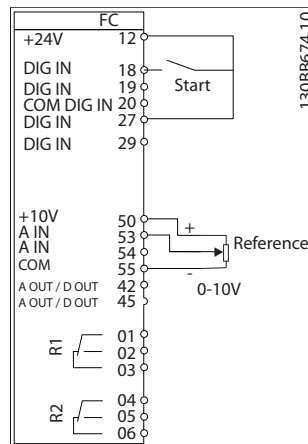 FC
+24V 12
DIG IN 18
DIG IN 19
COM DIG IN 20
DIG IN 27
DIG IN 29
Start
130BB674.10
+10V 50
A IN 53
A IN 54
COM 55
A OUT / D OUT 42
A OUT / D OUT 45
+
Reference
-
0-10V
R1
01
02
03
R2
04
05
06